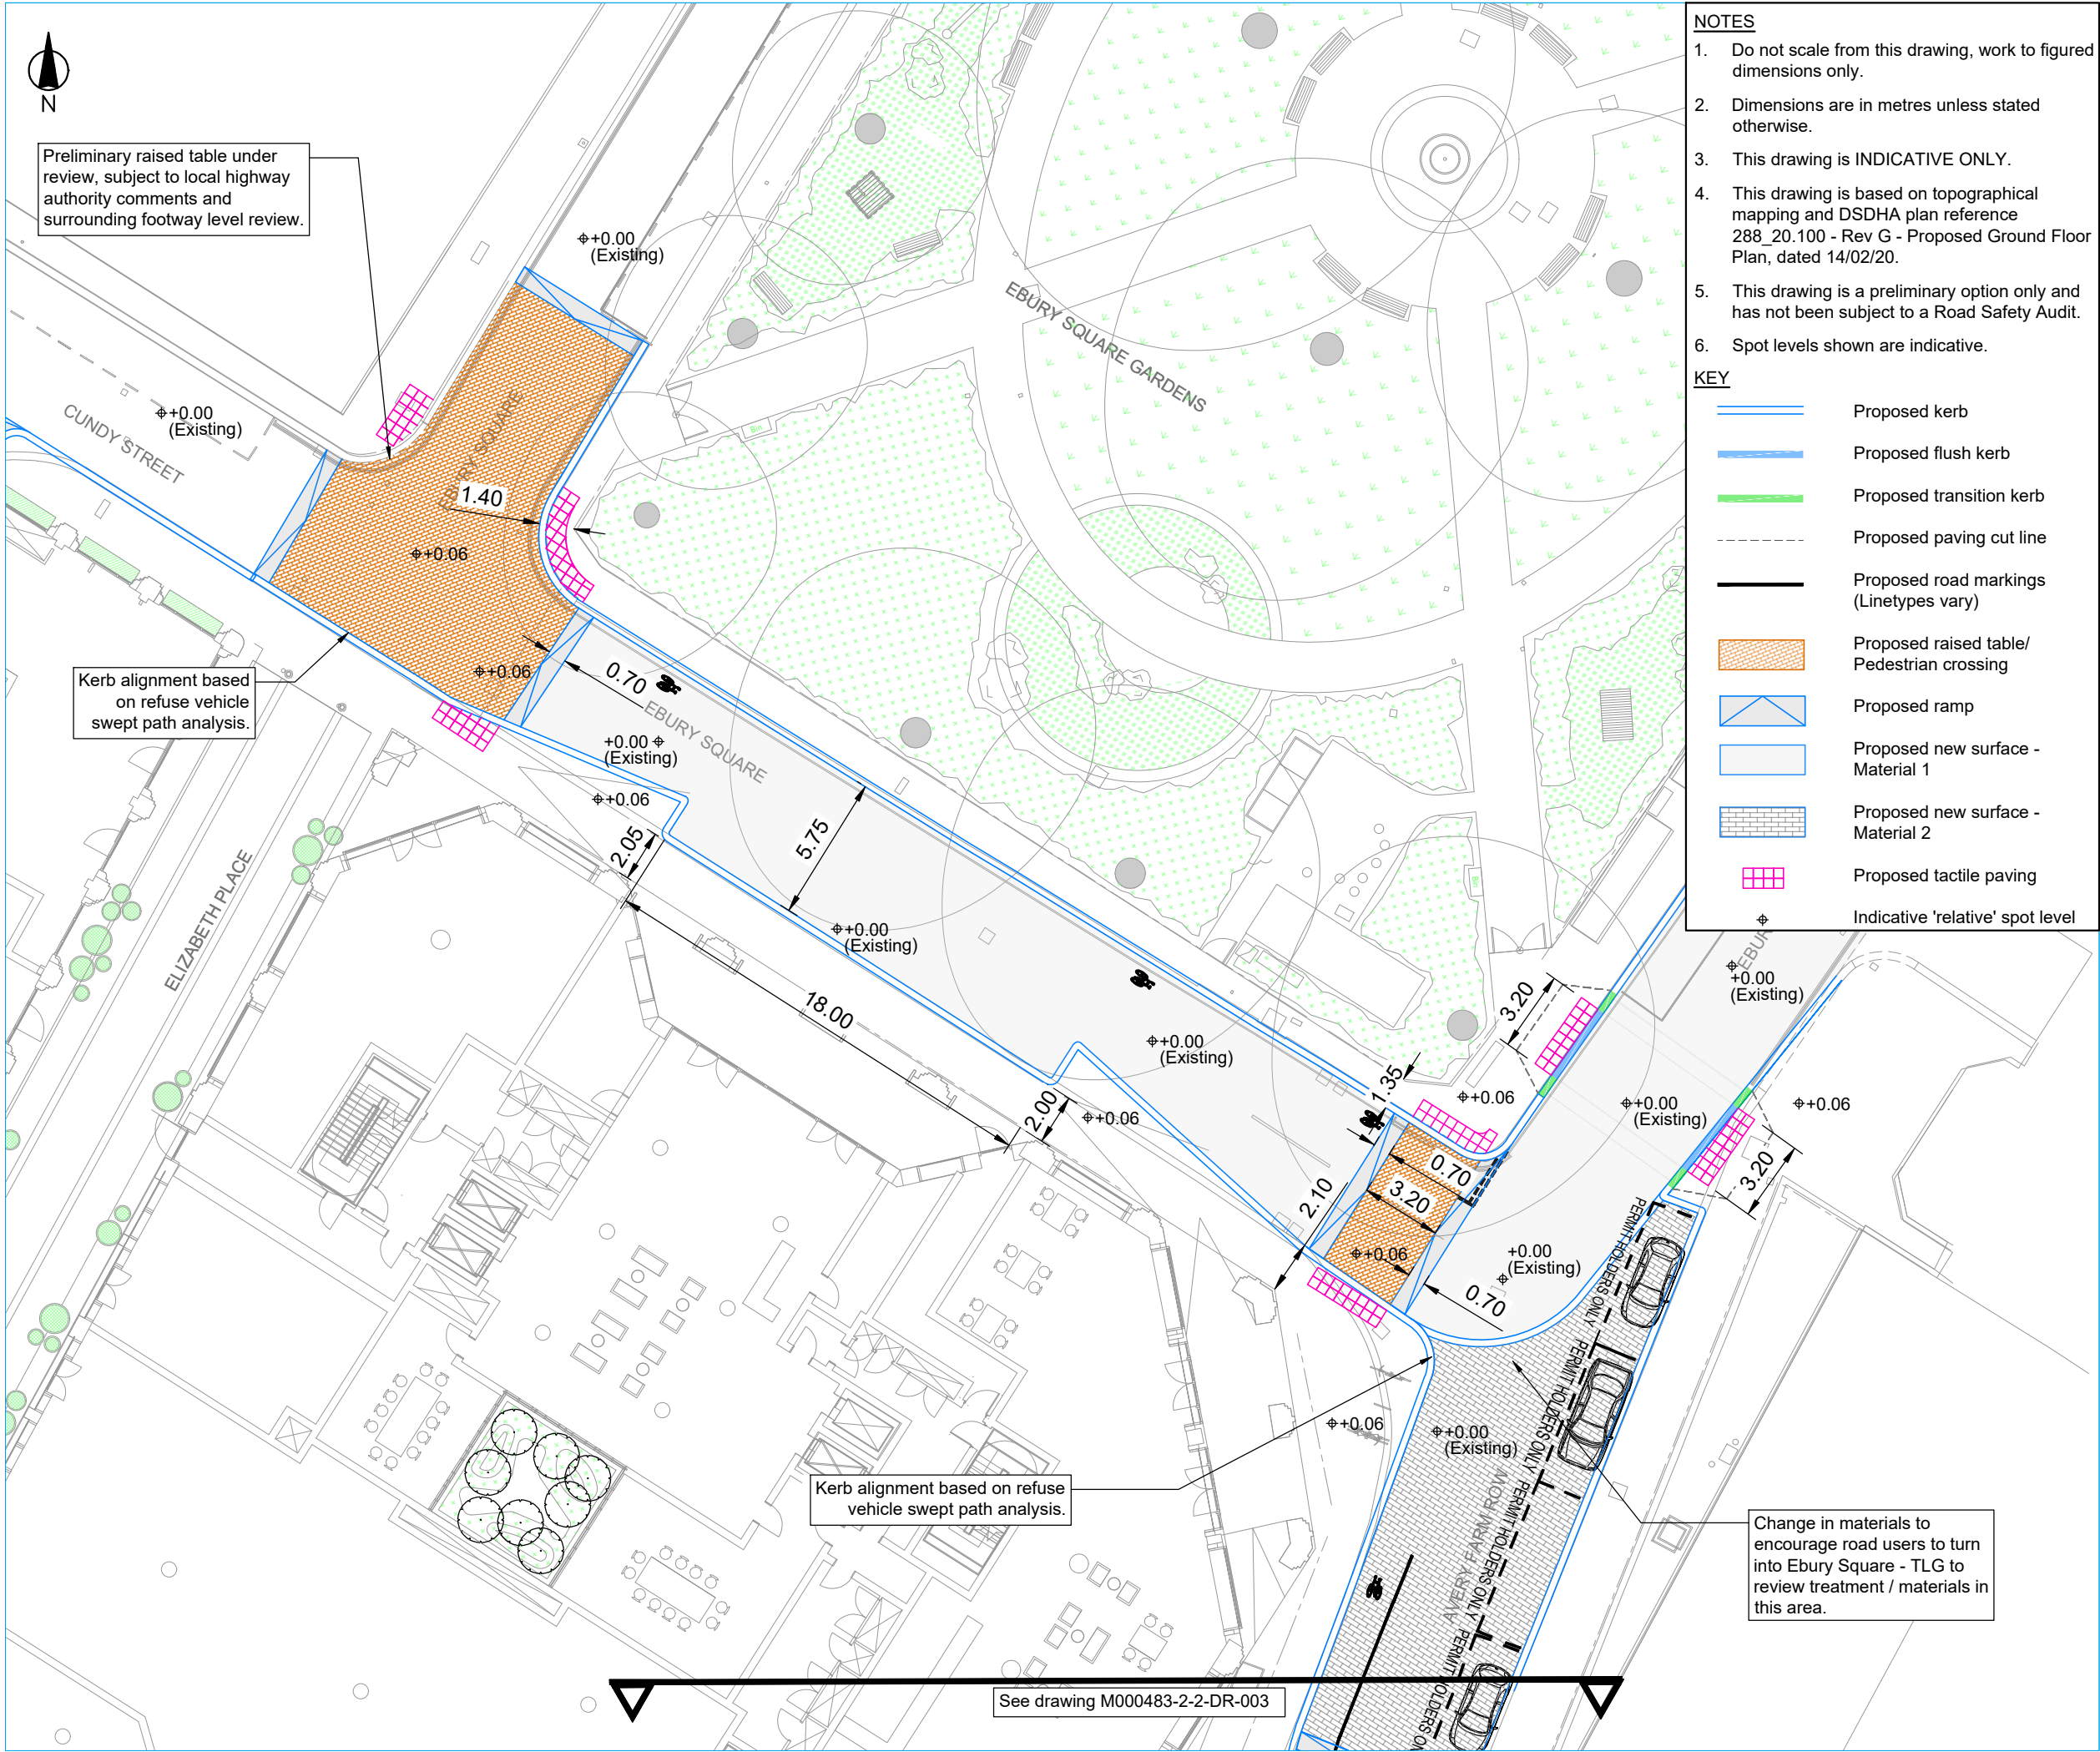 N
Preliminary raised table under
review, subject to local highway
authority comments and
surrounding footway level review.
+0.00
(Existing)
CUNDY STREET
+0.00
(Existing)
EBURY SQUARE
1.40
+0.06
+0.06
Kerb alignment based
on refuse vehicle
swept path analysis.
0.70
EBURY SQUARE
+0.00
(Existing)
+0.06
2.05
5.75
EBURY SQUARE GARDENS
Bin
Bin
ELIZABETH PLACE
18.00
+0.00
(Existing)
+0.00
(Existing)
2.00
+0.06
1.35
+0.06
3.20
EBUR
+0.00
(Existing)
+0.00
(Existing)
+0.06
3.20
0.70
3.20
2.10
+0.06
+0.00
(Existing)
0.70
PERMIT HOLDERS ONLY
PERMIT HOLDERS ONLY
PERMIT HOLDERS ONLY
PERMIT HOLDERS ON
+0.06
+0.00
(Existing)
AVERY FARM ROW
Kerb alignment based on refuse
vehicle swept path analysis.
Change in materials to
encourage road users to turn
into Ebury Square - TLG to
review treatment / materials in
this area.
See drawing M000483-2-2-DR-003
NOTES
1. Do not scale from this drawing, work to figured
dimensions only.
2. Dimensions are in metres unless stated
otherwise.
3. This drawing is INDICATIVE ONLY.
4. This drawing is based on topographical
mapping and DSDHA plan reference
288_20.100 - Rev G - Proposed Ground Floor
Plan, dated 14/02/20.
5. This drawing is a preliminary option only and
has not been subject to a Road Safety Audit.
6. Spot levels shown are indicative.
KEY
Proposed kerb
Proposed flush kerb
Proposed transition kerb
Proposed paving cut line
Proposed road markings
(Linetypes vary)
Proposed raised table/
Pedestrian crossing
Proposed ramp
Proposed new surface -
Material 1
Proposed new surface -
Material 2
Proposed tactile paving
Indicative 'relative' spot level